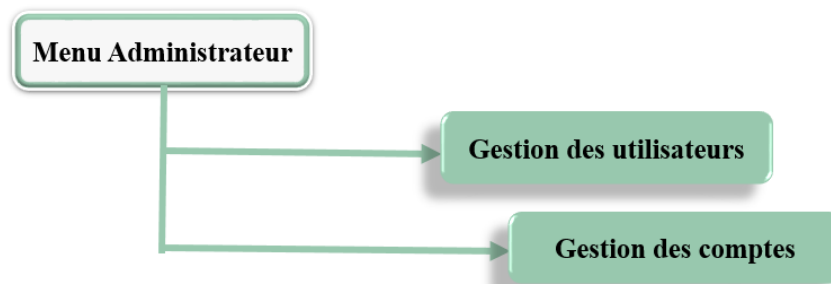 Menu Administrateur
Gestion des utilisateurs
Gestion des comptes